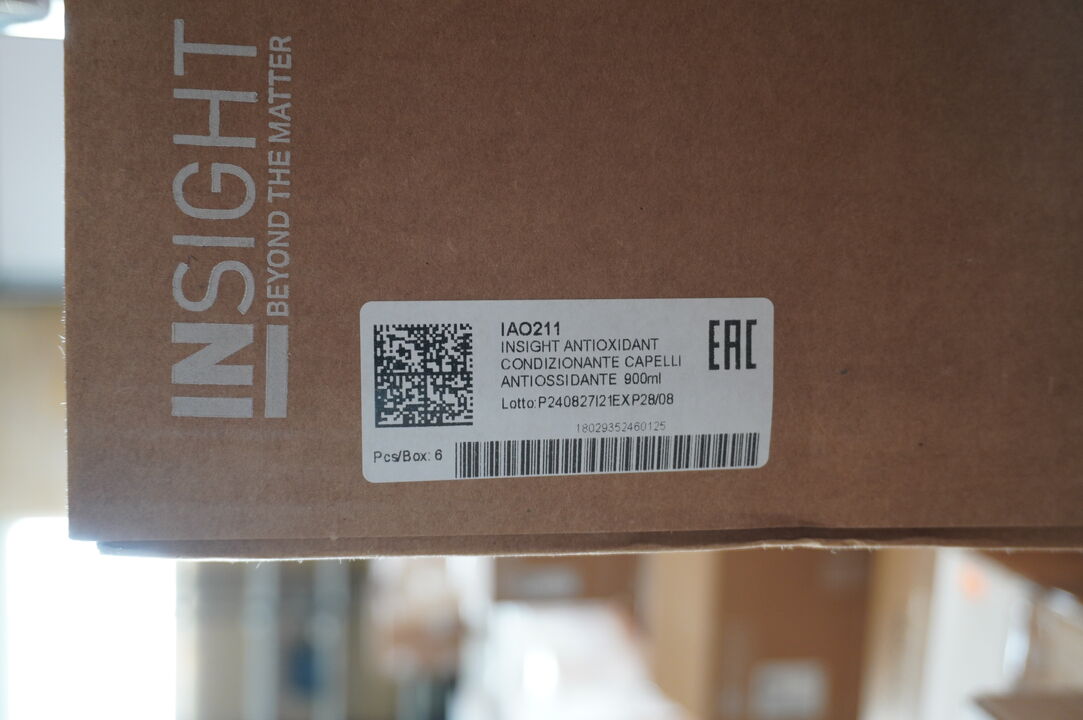 INSIGHT
BEYOND THE MATTER
IAO211
INSIGHT ANTIOXIDANT
CONDIZIONANTE CAPELLI
ANTIOSSIDANTE 900ml
Lotto:P240827I21EXP28/08
EAC
18029352460125
Pcs/Box: 6